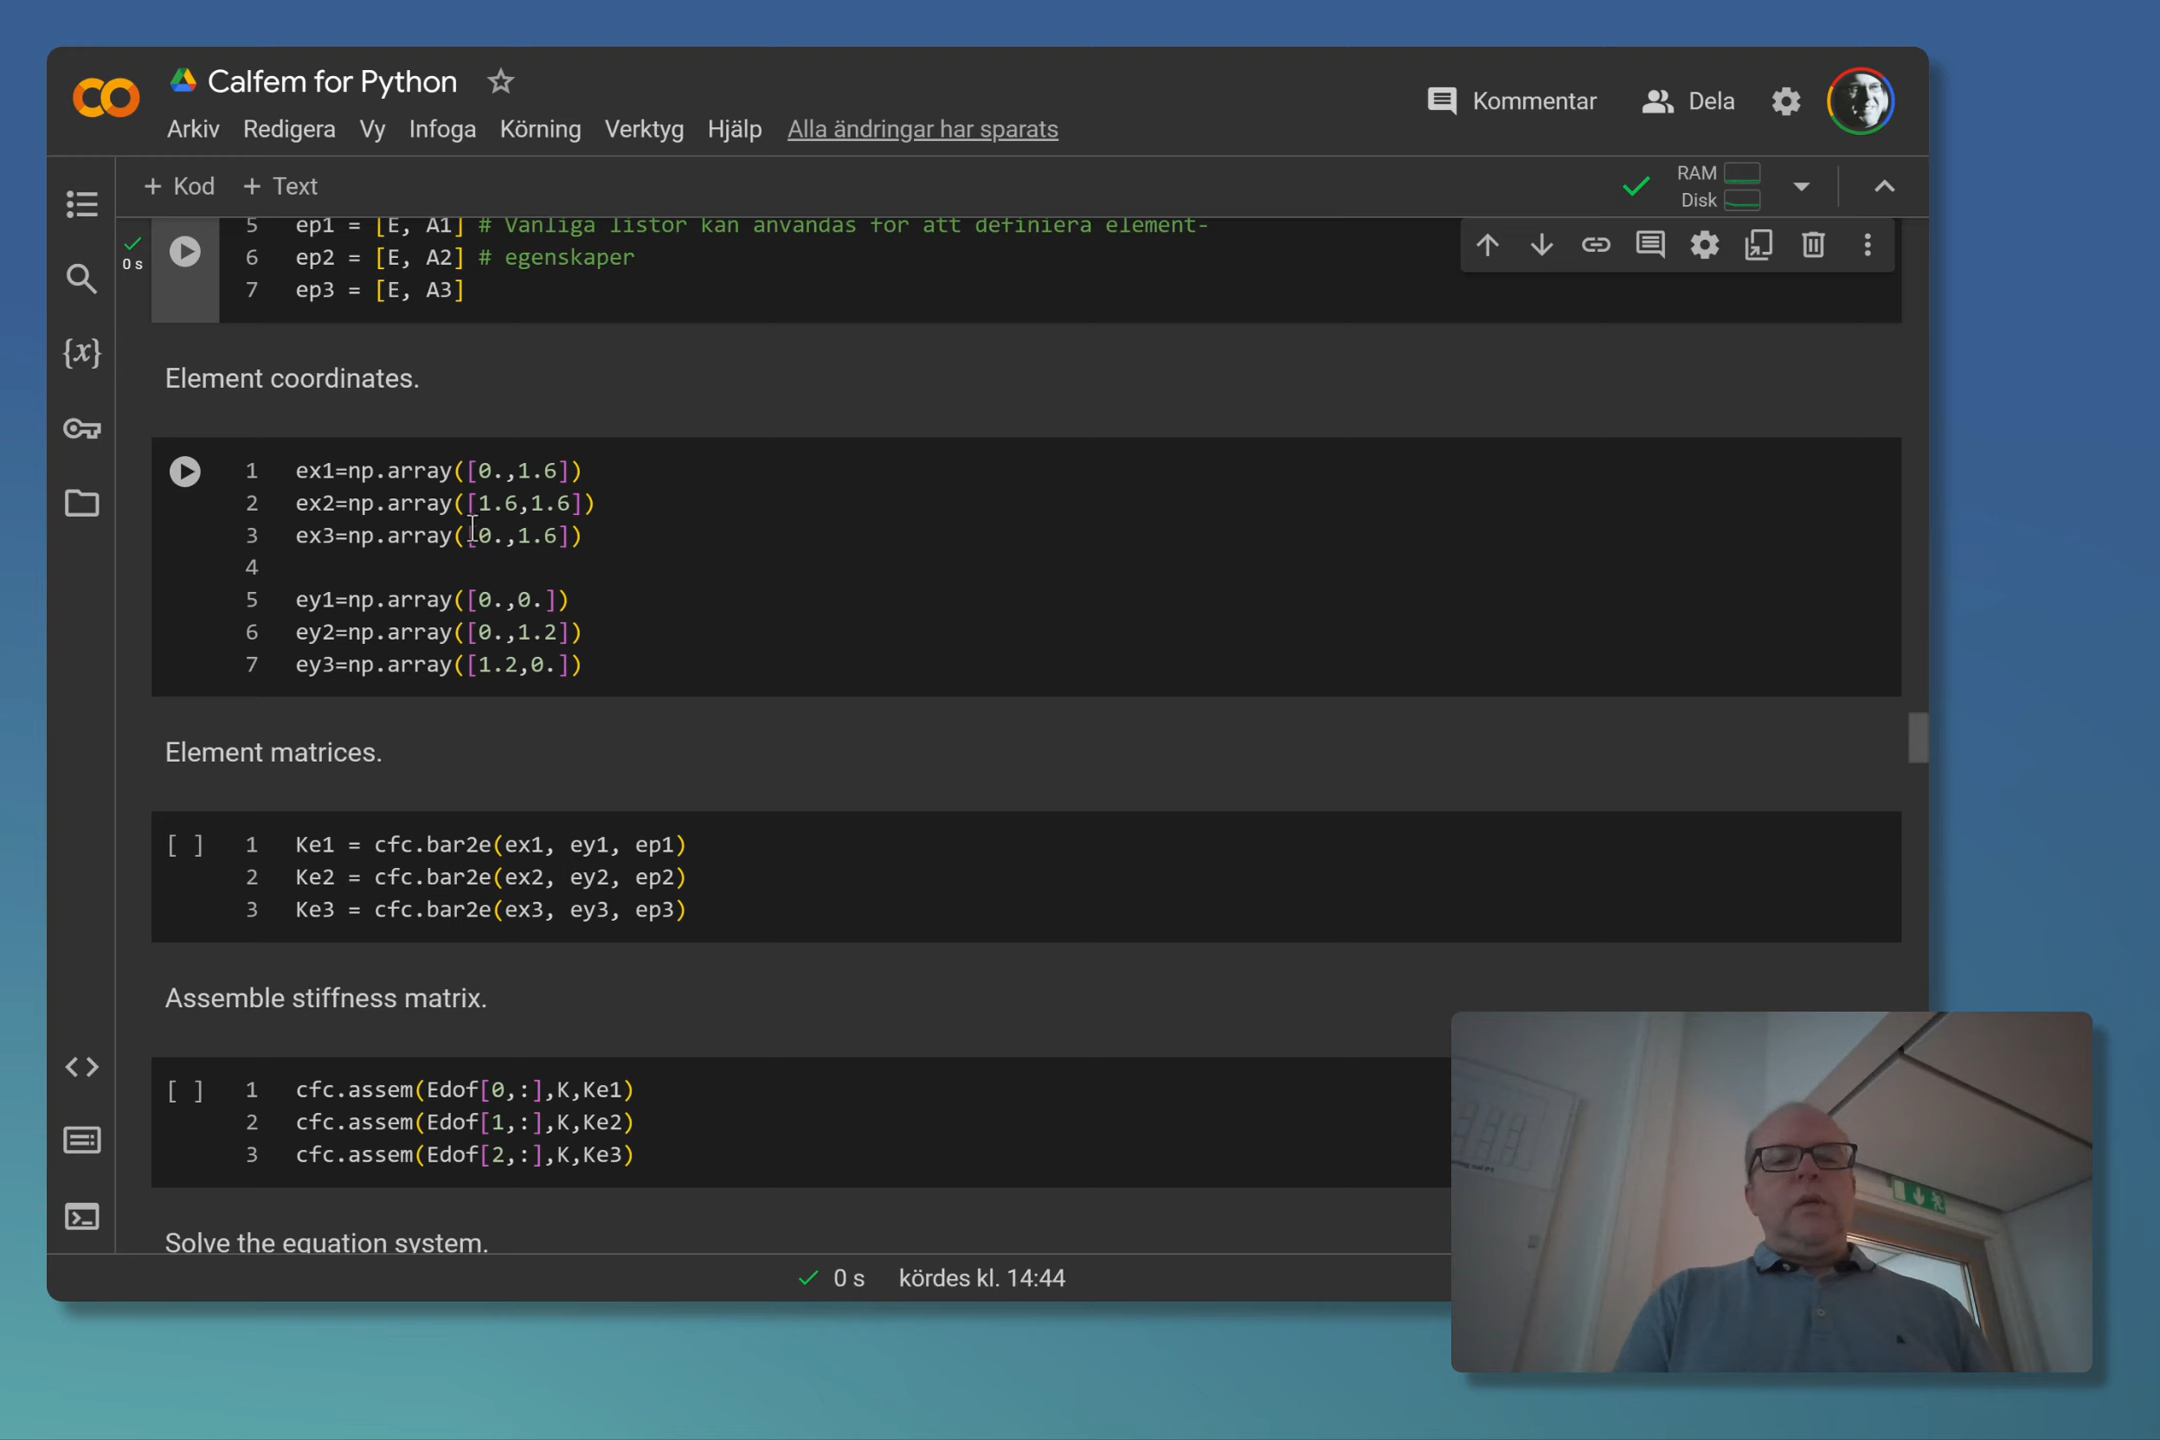 Calfem for Python
Kommentar
Dela
Arkiv Redigera Vy Infoga Körning Verktyg Hjälp Alla ändringar har sparats
+ Kod + Text
RAM
Disk
5 ep1 = [E, A1] # Vanliga listor kan användas för att definiera element-
0 s
6 ep2 = [E, A2] # egenskaper
7 ep3 = [E, A3]
Element coordinates.
1 ex1=np.array([0.,1.6])
2 ex2=np.array([1.6,1.6])
3 ex3=np.array([0.,1.6])
4
5 ey1=np.array([0.,0.])
6 ey2=np.array([0.,1.2])
7 ey3=np.array([1.2,0.])
Element matrices.
[ ] 1 Ke1 = cfc.bar2e(ex1, ey1, ep1)
2 Ke2 = cfc.bar2e(ex2, ey2, ep2)
3 Ke3 = cfc.bar2e(ex3, ey3, ep3)
Assemble stiffness matrix.
[ ] 1 cfc.assem(Edof[0,:],K,Ke1)
2 cfc.assem(Edof[1,:],K,Ke2)
3 cfc.assem(Edof[2,:],K,Ke3)
Solve the equation system.
0 s kördes kl. 14:44